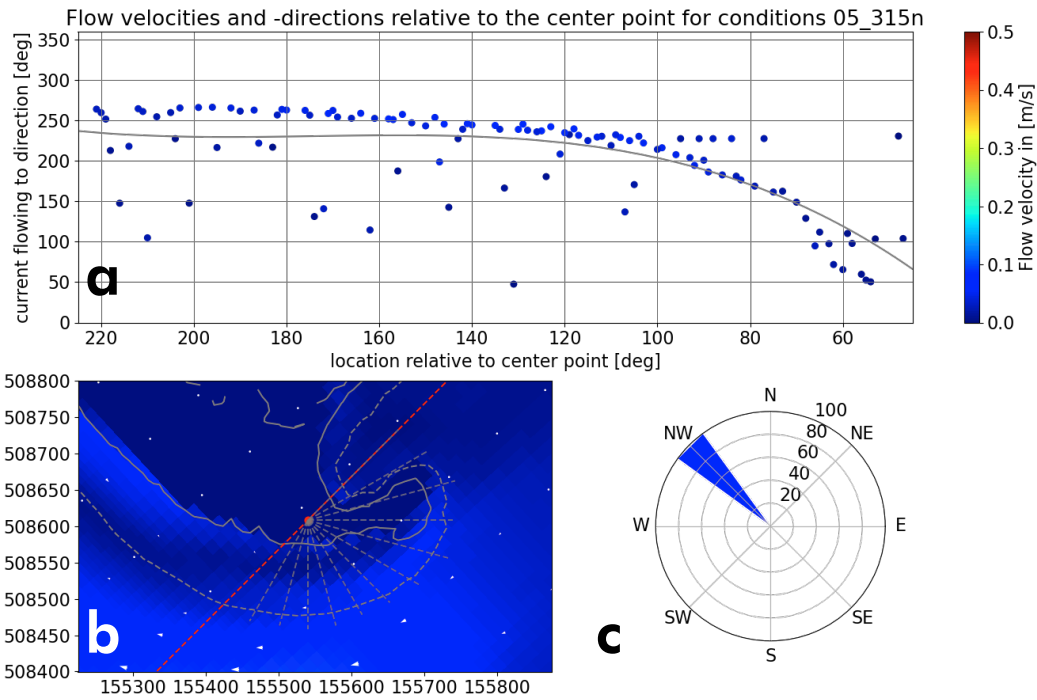 Flow velocities and -directions relative to the center point for conditions 05_315n
current flowing to direction [deg]
350
300
250
200
150
100
50
0
220 200 180 160 140 120 100 80 60
location relative to center point [deg]
a
0.5
0.4
0.3
0.2
0.1
0.0
Flow velocity in [m/s]
508800
508750
508700
508650
508600
508550
508500
508450
508400
155300 155400 155500 155600 155700 155800
b
N
NE
E
SE
S
SW
W
NW
100
80
60
40
20
c